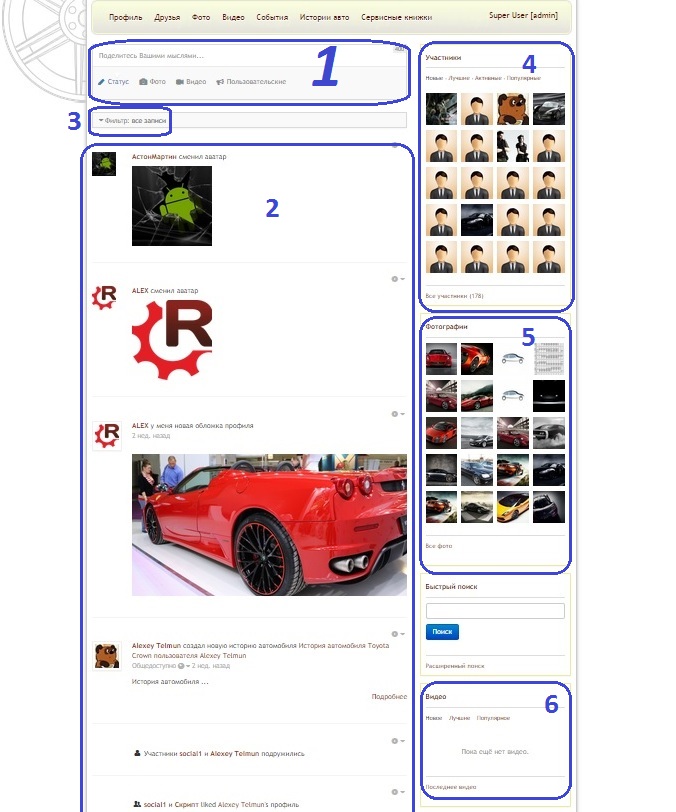 Профиль Друзья Фото Видео События Истории авто Сервисные книжки
Super User [admin]
Поделитесь Вашими мыслями...
400
Статус Фото Видео Пользовательские
1
3
Фильтр: все записи
2
АстонМартин сменил аватар
ALEX сменил аватар
R
ALEX у меня новая обложка профиля
2 нед. назад
Alexey Telmun создал новую историю автомобиля История автомобиля Toyota
Crown пользователя Alexey Telmun
Общедоступно 2 нед. назад
История автомобиля ...
Подробнее
Участники social1 и Alexey Telmun подружились
social1 и Скрипт liked Alexey Telmun's профиль
Участники
4
Новые - Лучшие - Активные - Популярные
Все участники (178)
Фотографии
5
Все фото
Быстрый поиск
Поиск
Расширенный поиск
Видео
6
Новое Лучшие Популярное
Пока ещё нет видео.
Последнее видео